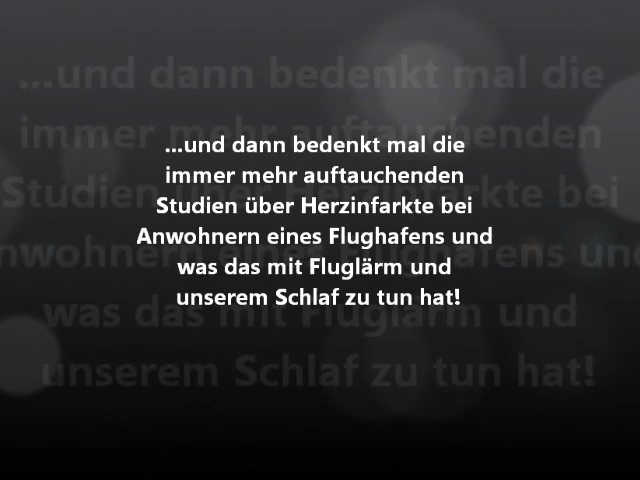 ...und dann bedenkt mal die
immer mehr auftauchenden
Studien über Herzinfarkte bei
Anwohnern eines Flughafens und
was das mit Fluglärm und
unserem Schlaf zu tun hat!